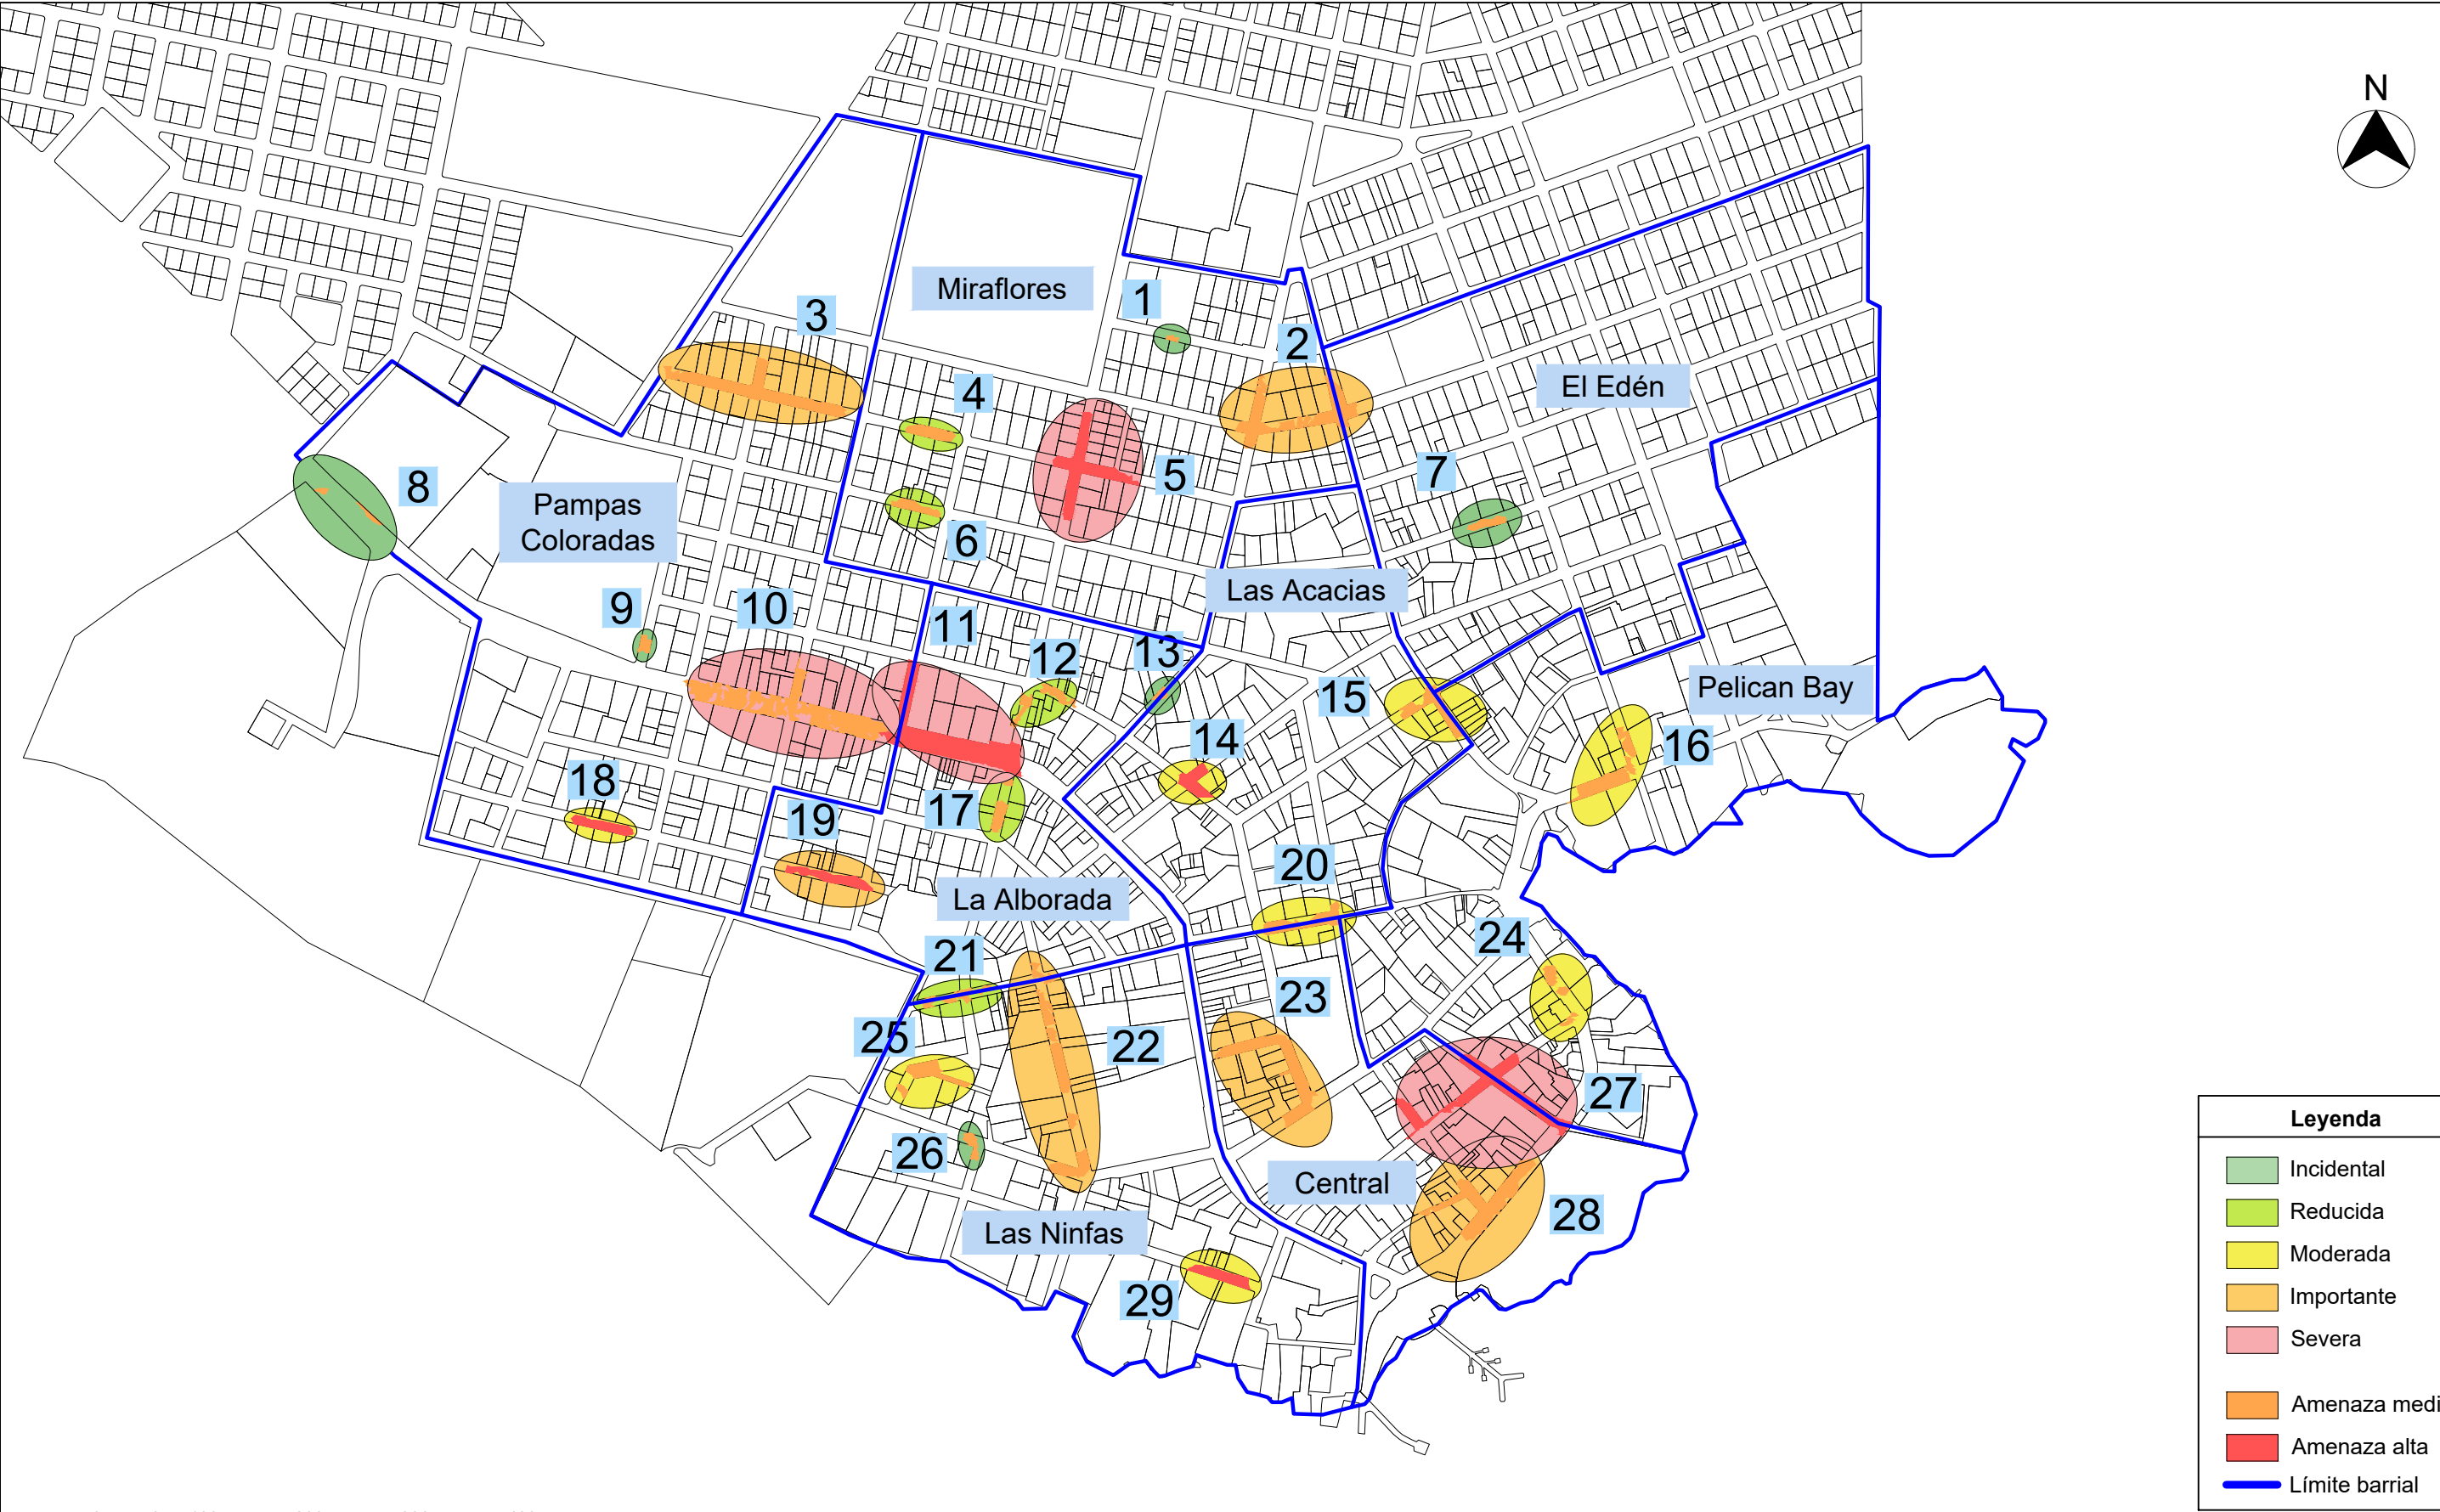 N
Miraflores
1
3
2
El Edén
4
7
5
8
Pampas
Coloradas
6
Las Acacias
9
10
11
12
13
Pelican Bay
15
14
16
18
17
19
20
La Alborada
24
21
23
25
22
27
26
Central
28
Las Ninfas
29
Leyenda
Incidental
Reducida
Moderada
Importante
Severa
Amenaza medi
Amenaza alta
Límite barrial